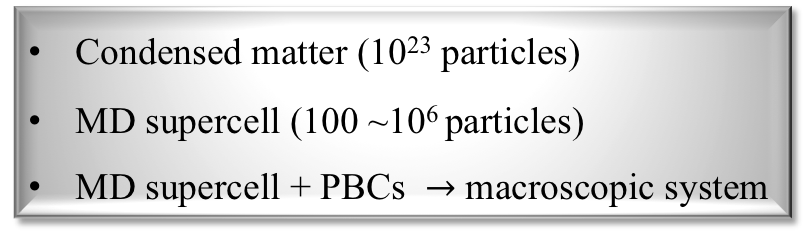 • Condensed matter (10²³ particles)
• MD supercell (100 ~10⁶ particles)
• MD supercell + PBCs → macroscopic system